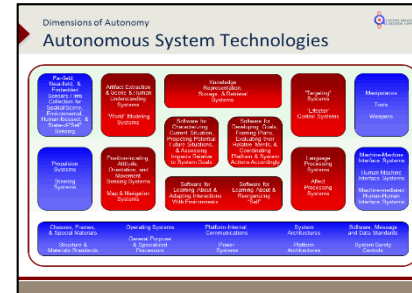 Dimensions of Autonomy
Autonomous System Technologies
Far-field,
Near-field, &
Embedded
Sensors / Info
Collection for
Spatial/Scene,
Environmental,
Human-Focused, &
State-of-"Self"
Sensing
Artifact Extraction
& Scene & Human
Understanding
Systems
"World" Modeling
Systems
Knowledge
Representation,
Storage, & Retrieval
Systems
"Targeting"
Systems
"Effector"
Control Systems
Manipulators
Tools
Weapons
Software for
Characterizing
Current Situation,
Projecting Potential
Future Situations,
& Assessing
Impacts Relative
to System Goals
Software for
Developing Goals,
Framing Plans,
Evaluating their
Relative Merits, &
Coordinating
Platform & System
Actions Accordingly
Propulsion
Systems
Steering
Systems
Position-locating,
Attitude,
Orientation, and
Movement
Sensing Systems
Map & Navigation
Systems
Software for
Learning About &
Adapting Interactions
With Environments
Software for
Learning About &
Reorganizing
"Self"
Language
Processing
Systems
Affect
Processing
Systems
Machine-Machine
Interface Systems
Human-Machine
Interface Systems
Machine-mediated
Human-Human
Interface Systems
Chasses, Frames,
& Special Materials
Structure &
Materials Standards
Operating Systems
General Purpose
& Specialized
Processors
Platform-Internal
Communications
Power
Systems
System
Architectures
Platform
Architectures
Software, Message
and Data Standards
System Safety
Controls